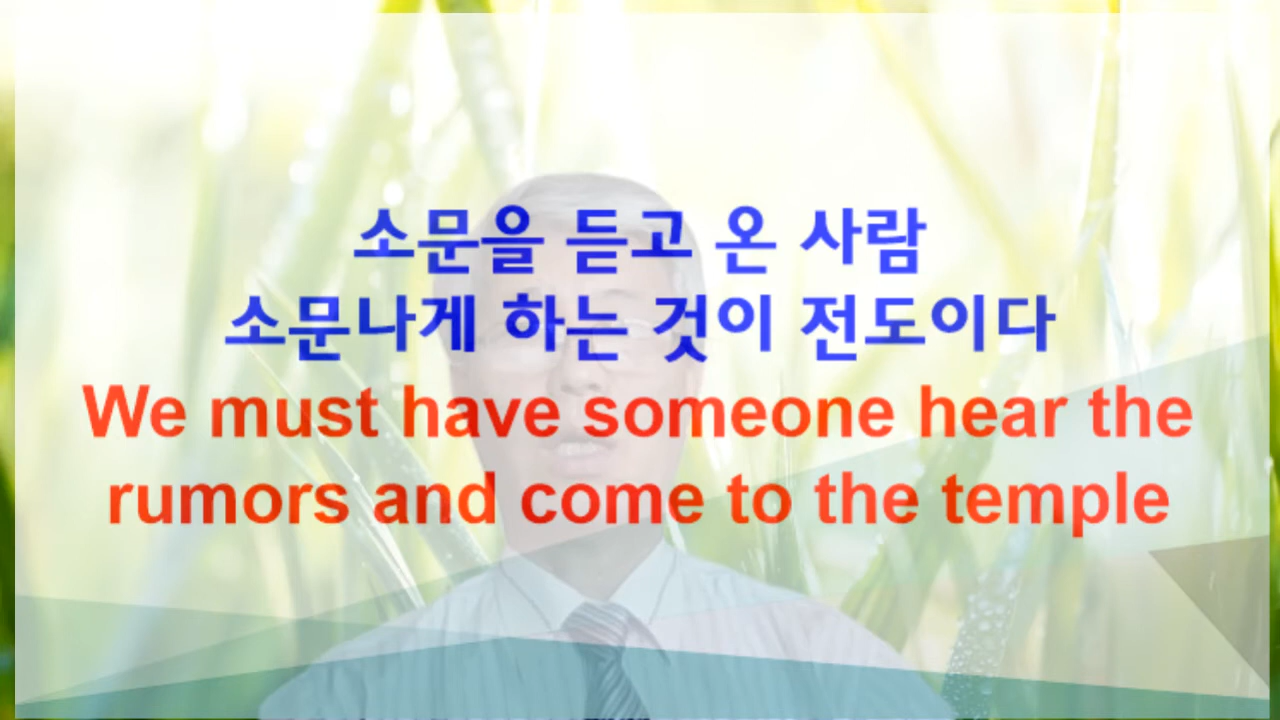 소문을 듣고 온 사람
소문나게 하는 것이 전도이다
We must have someone hear the
rumors and come to the temple